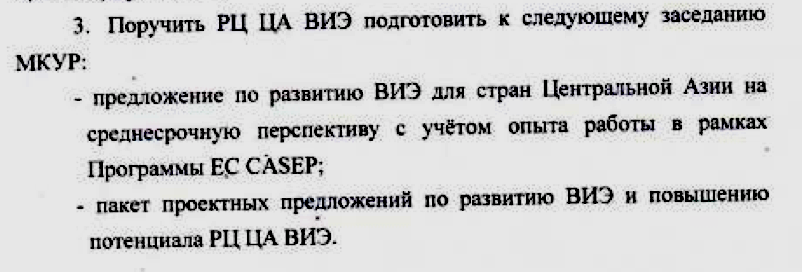 3. Поручить РЦ ЦА ВИЭ подготовить к следующему заседанию
МКУР:
- предложение по развитию ВИЭ для стран Центральной Азии на
среднесрочную перспективу с учётом опыта работы в рамках
Программы ЕС CASEP;
- пакет проектных предложений по развитию ВИЭ и повышению
потенциала РЦ ЦА ВИЭ.